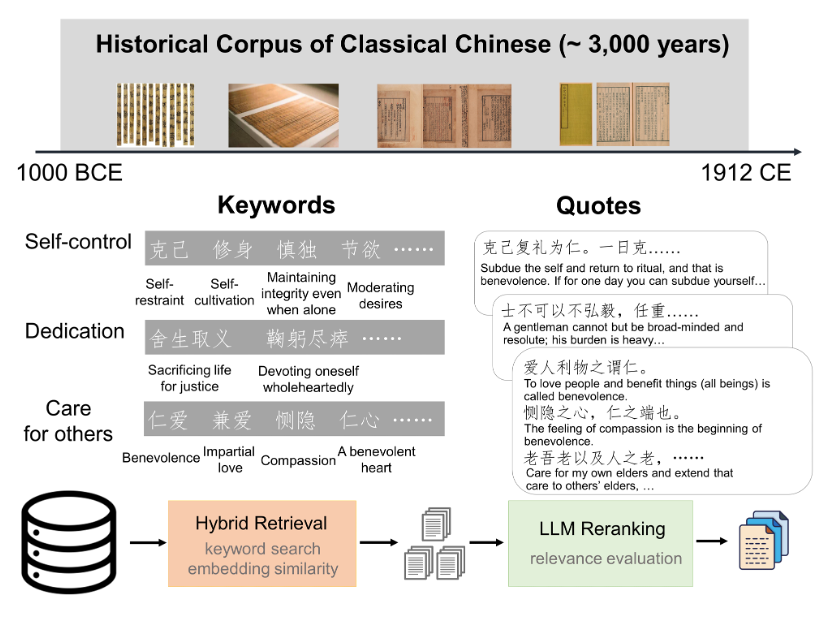 Historical Corpus of Classical Chinese (~ 3,000 years)
1000 BCE
1912 CE
Keywords
Self-control
克己 修身 慎独 节欲 ……
Self-
restraint
Self-
cultivation
Maintaining
integrity even
when alone
Moderating
desires
Dedication
舍生取义 鞠躬尽瘁 ……
Sacrificing life
for justice
Devoting oneself
wholeheartedly
Care
for others
仁爱 兼爱 恻隐 仁心 ……
Benevolence
Impartial
love
Compassion
A benevolent
heart
Quotes
克己复礼为仁。一日克……
Subdue the self and return to ritual, and that is
benevolence. If for one day you can subdue yourself…
士不可以不弘毅，任重……
A gentleman cannot but be broad-minded and
resolute; his burden is heavy…
爱人利物之谓仁。
To love people and benefit things (all beings) is
called benevolence.
恻隐之心，仁之端也。
The feeling of compassion is the beginning of
benevolence.
老吾老以及人之老，……
Care for my own elders and extend that
care to others' elders, …
Hybrid Retrieval
keyword search
embedding similarity
LLM Reranking
relevance evaluation